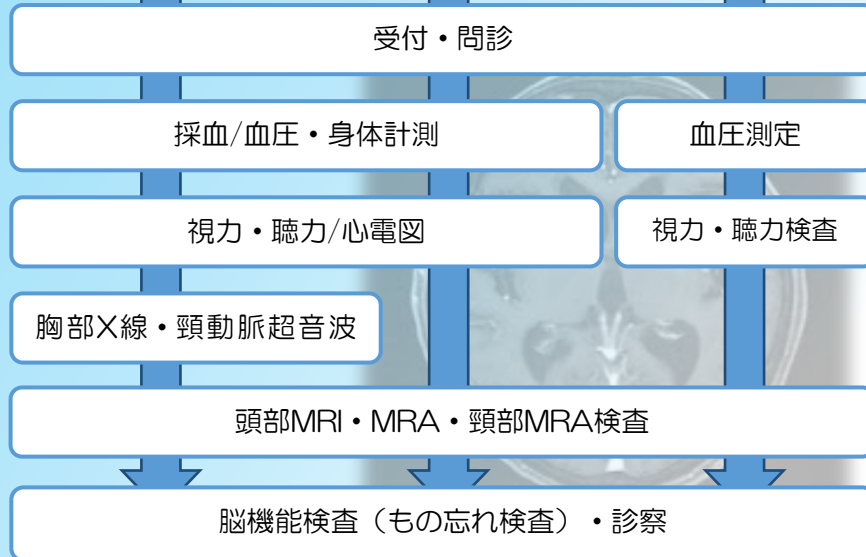 受付・問診
採血/血圧・身体計測
血圧測定
視力・聴力/心電図
視力・聴力検査
胸部X線・頸動脈超音波
頭部MRI・MRA・頸部MRA検査
脳機能検査（もの忘れ検査）・診察